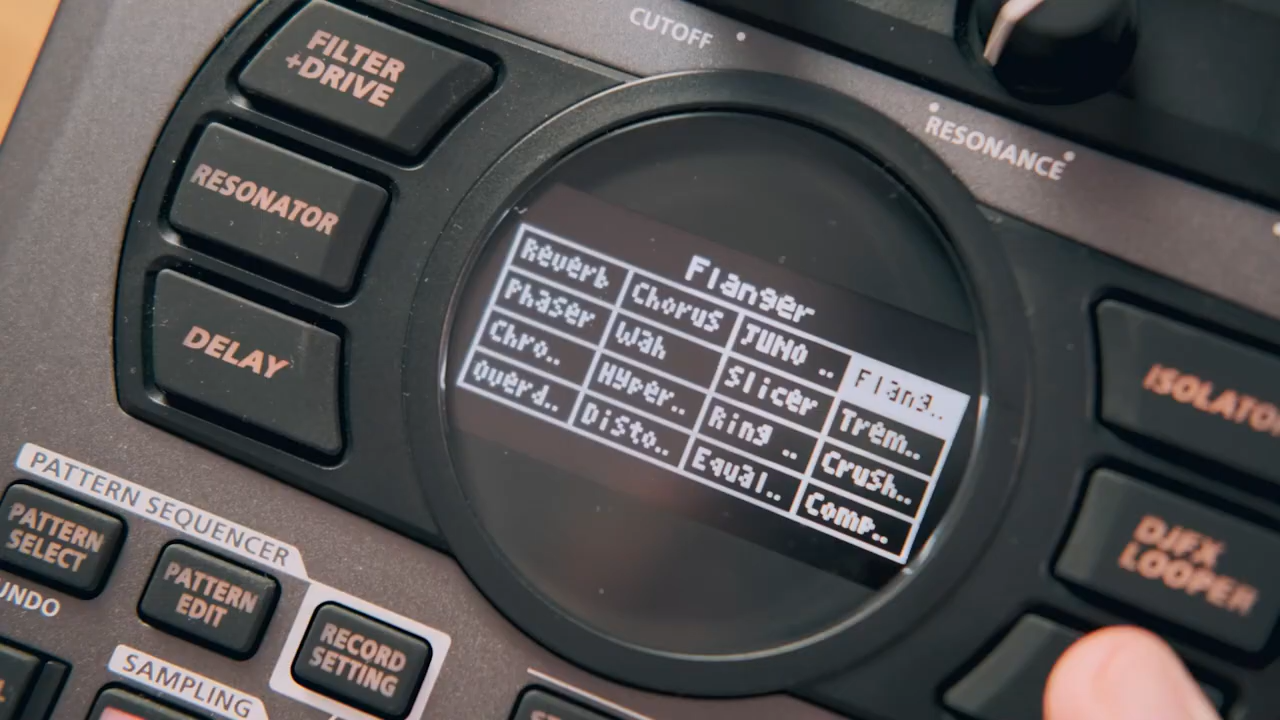 CUTOFF
RESONANCE
FILTER
+DRIVE
RESONATOR
DELAY
Flanger
Reverb Chorus JUNO .. Flang..
Phaser Wah Slicer Trem..
Chro.. Hyper.. Ring .. Crush..
Overd.. Disto.. Equal.. Comp..
ISOLATO
DJFX
LOOPER
PATTERN SEQUENCER
PATTERN
SELECT
PATTERN
EDIT
RECORD
SETTING
UNDO
SAMPLING